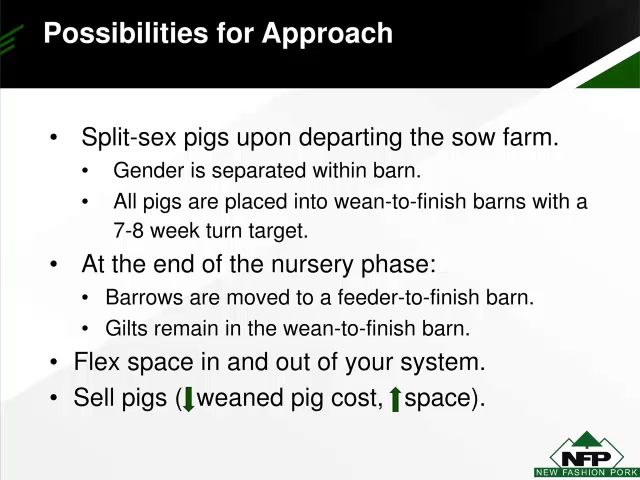 Possibilities for Approach
• Split-sex pigs upon departing the sow farm.
• Gender is separated within barn.
• All pigs are placed into wean-to-finish barns with a
7-8 week turn target.
• At the end of the nursery phase:
• Barrows are moved to a feeder-to-finish barn.
• Gilts remain in the wean-to-finish barn.
• Flex space in and out of your system.
• Sell pigs (⬇weaned pig cost, ⬆space).
NFP
NEW FASHION PORK